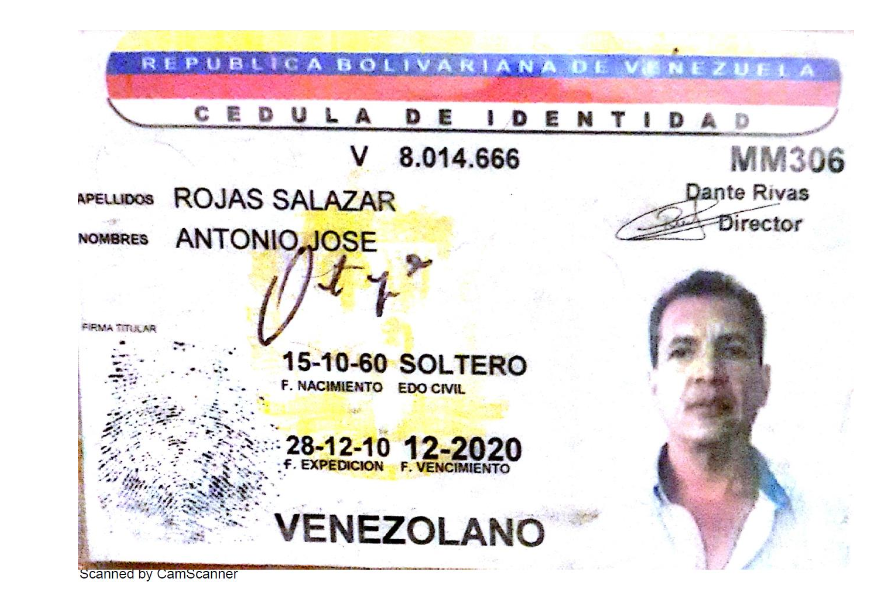 REPUBLICA BOLIVARIANA DE VENEZUELA
CEDULA DE IDENTIDAD
V 8.014.666 MM306
APELLIDOS ROJAS SALAZAR
Dante Rivas
Director
NOMBRES ANTONIO JOSE
FIRMA TITULAR
15-10-60 SOLTERO
F. NACIMIENTO EDO CIVIL
28-12-10 12-2020
F. EXPEDICION F. VENCIMIENTO
VENEZOLANO
Scanned by CamScanner